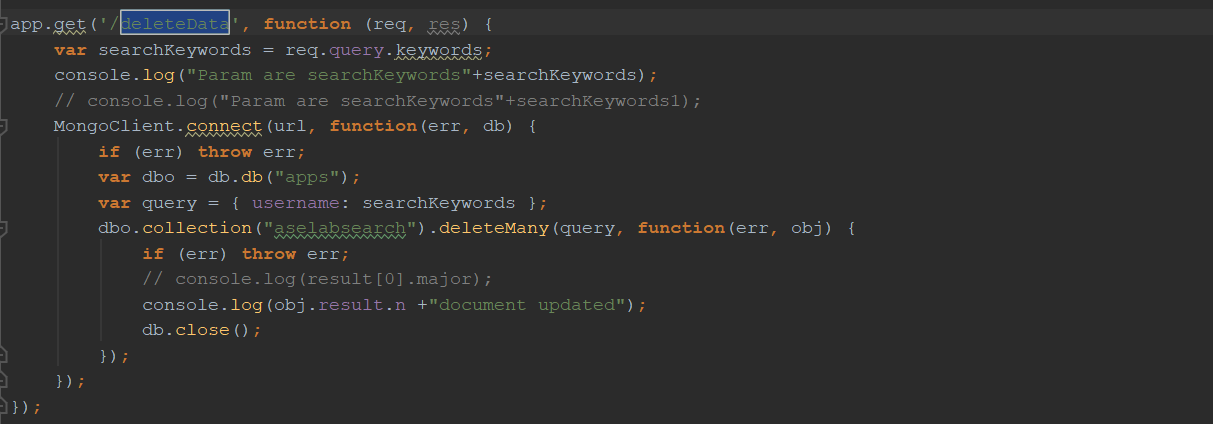 app.get('/deleteData', function (req, res) {
    var searchKeywords = req.query.keywords;
    console.log("Param are searchKeywords"+searchKeywords);
    // console.log("Param are searchKeywords"+searchKeywords1);
    MongoClient.connect(url, function(err, db) {
        if (err) throw err;
        var dbo = db.db("apps");
        var query = { username: searchKeywords };
        dbo.collection("aselabsearch").deleteMany(query, function(err, obj) {
            if (err) throw err;
            // console.log(result[0].major);
            console.log(obj.result.n +"document updated");
            db.close();
        });
    });
});